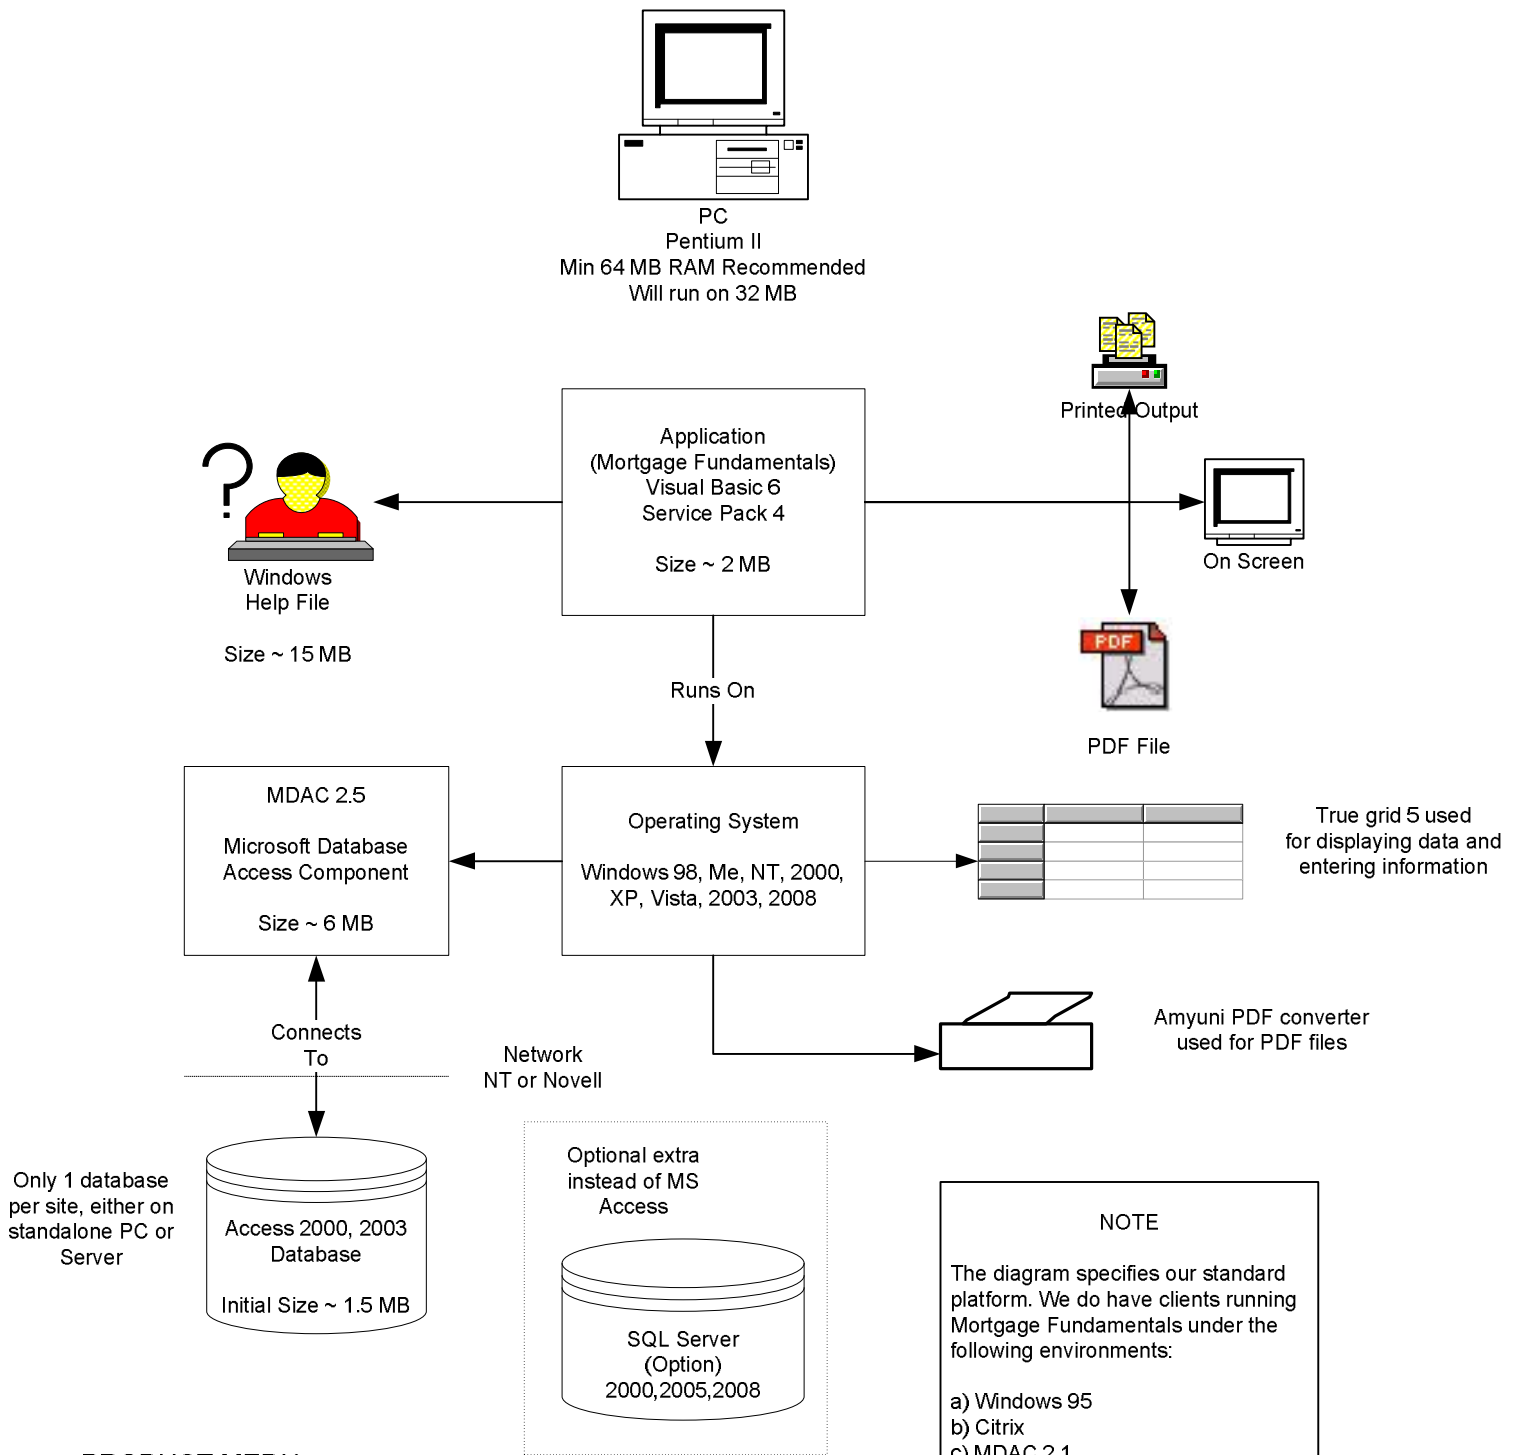 PC
Pentium II
Min 64 MB RAM Recommended
Will run on 32 MB
Printed Output
Application
(Mortgage Fundamentals)
Visual Basic 6
Service Pack 4
Size ~ 2 MB
On Screen
Windows
Help File
Size ~ 15 MB
PDF
PDF File
Runs On
MDAC 2.5
Microsoft Database
Access Component
Size ~ 6 MB
Operating System
Windows 98, Me, NT, 2000,
XP, Vista, 2003, 2008
True grid 5 used
for displaying data and
entering information
Connects
To
Network
NT or Novell
Amyuni PDF converter
used for PDF files
Only 1 database
per site, either on
standalone PC or
Server
Access 2000, 2003
Database
Initial Size ~ 1.5 MB
Optional extra
instead of MS
Access
SQL Server
(Option)
2000,2005,2008
NOTE
The diagram specifies our standard
platform. We do have clients running
Mortgage Fundamentals under the
following environments:
a) Windows 95
b) Citrix
c) MDAC 2.1